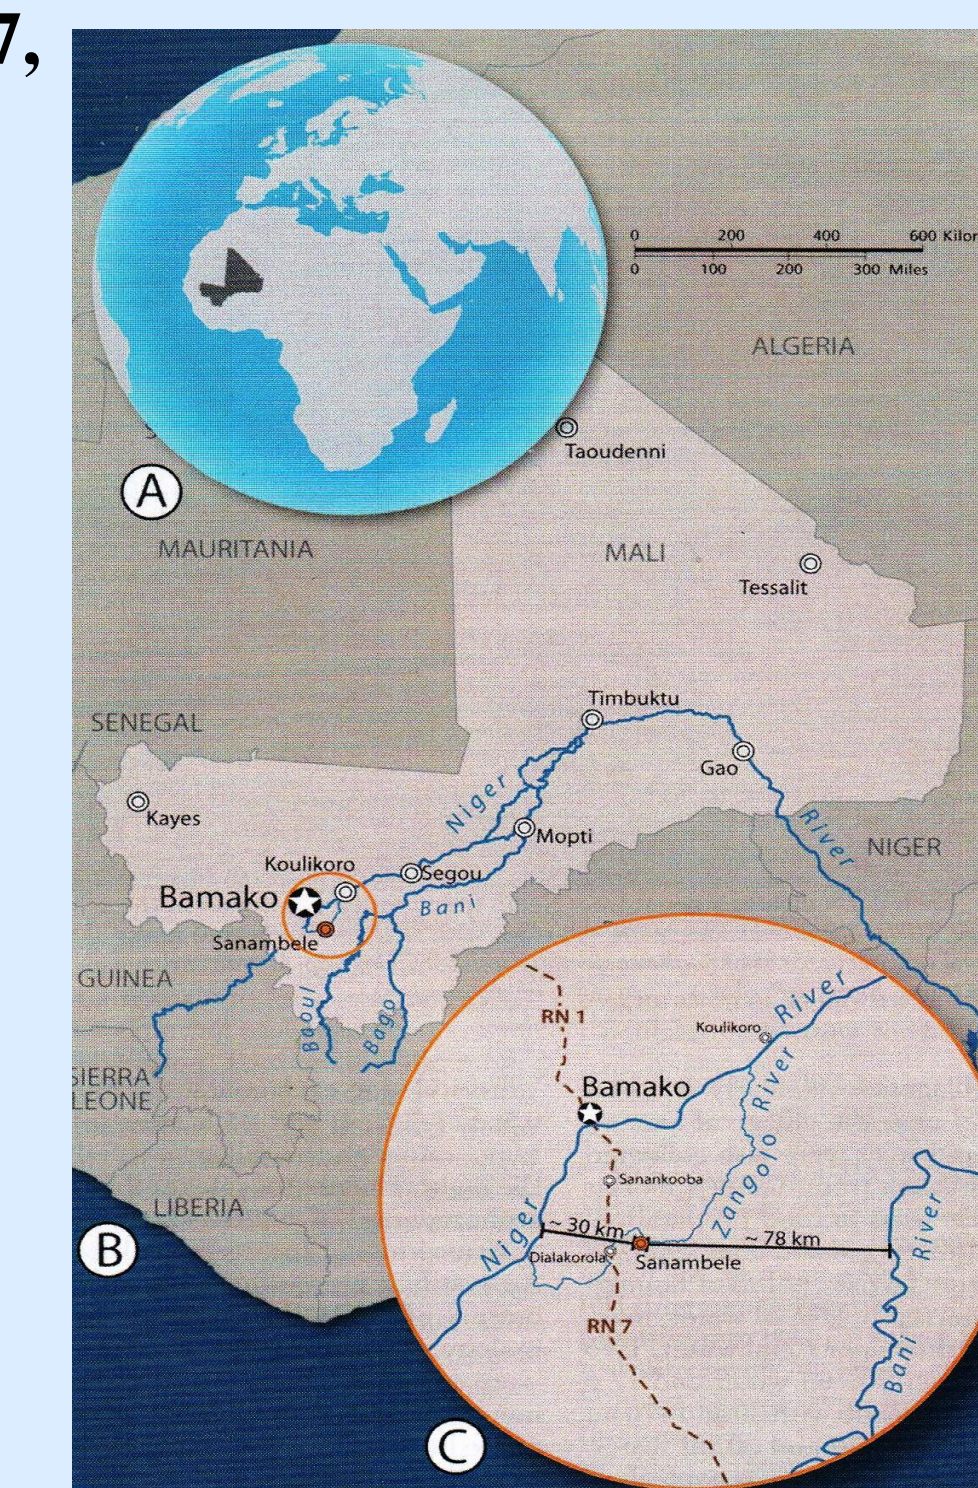 7,
0 200 400 600 Kilor
0 100 200 300 Miles
ALGERIA
Taoudenni
A
MAURITANIA
MALI
Tessalit
Timbuktu
SENEGAL
Gao
Niger
River
Kayes
Mopti
NIGER
Koulikoro
Segou
Bamako
Bani
Sanambele
GUINEA
Baoul
Bago
SIERRA
LEONE
LIBERIA
B
RN 1
Koulikoro
River
Bamako
Zangolo River
Sanankooba
Niger
~ 30 km
~ 78 km
Dialakorola
Sanambele
RN 7
Bani River
C